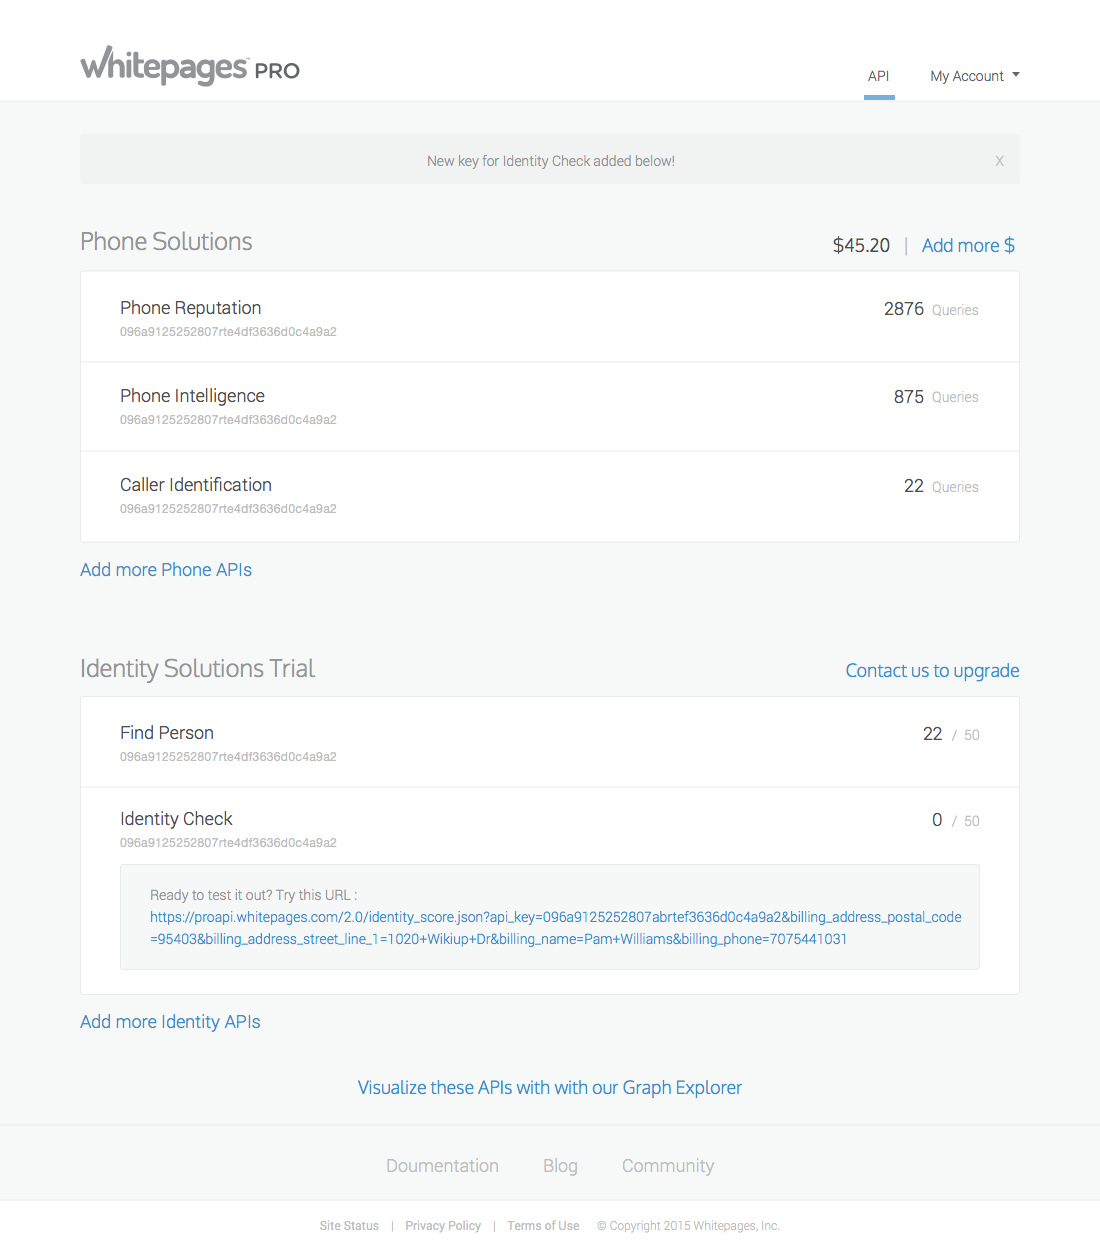 whitepages PRO
API My Account
New key for Identity Check added below! X
Phone Solutions $45.20 | Add more $
Phone Reputation 2876 Queries
096a9125252807rte4df3636d0c4a9a2
Phone Intelligence 875 Queries
096a9125252807rte4df3636d0c4a9a2
Caller Identification 22 Queries
096a9125252807rte4df3636d0c4a9a2
Add more Phone APIs
Identity Solutions Trial Contact us to upgrade
Find Person 22 / 50
096a9125252807rte4df3636d0c4a9a2
Identity Check 0 / 50
096a9125252807rte4df3636d0c4a9a2
Ready to test it out? Try this URL :
https://proapi.whitepages.com/2.0/identity_score.json?api_key=096a9125252807abrtef3636d0c4a9a2&billing_address_postal_code
=95403&billing_address_street_line_1=1020+Wikiup+Dr&billing_name=Pam+Williams&billing_phone=7075441031
Add more Identity APIs
Visualize these APIs with with our Graph Explorer
Doumentation Blog Community
Site Status | Privacy Policy | Terms of Use © Copyright 2015 Whitepages, Inc.